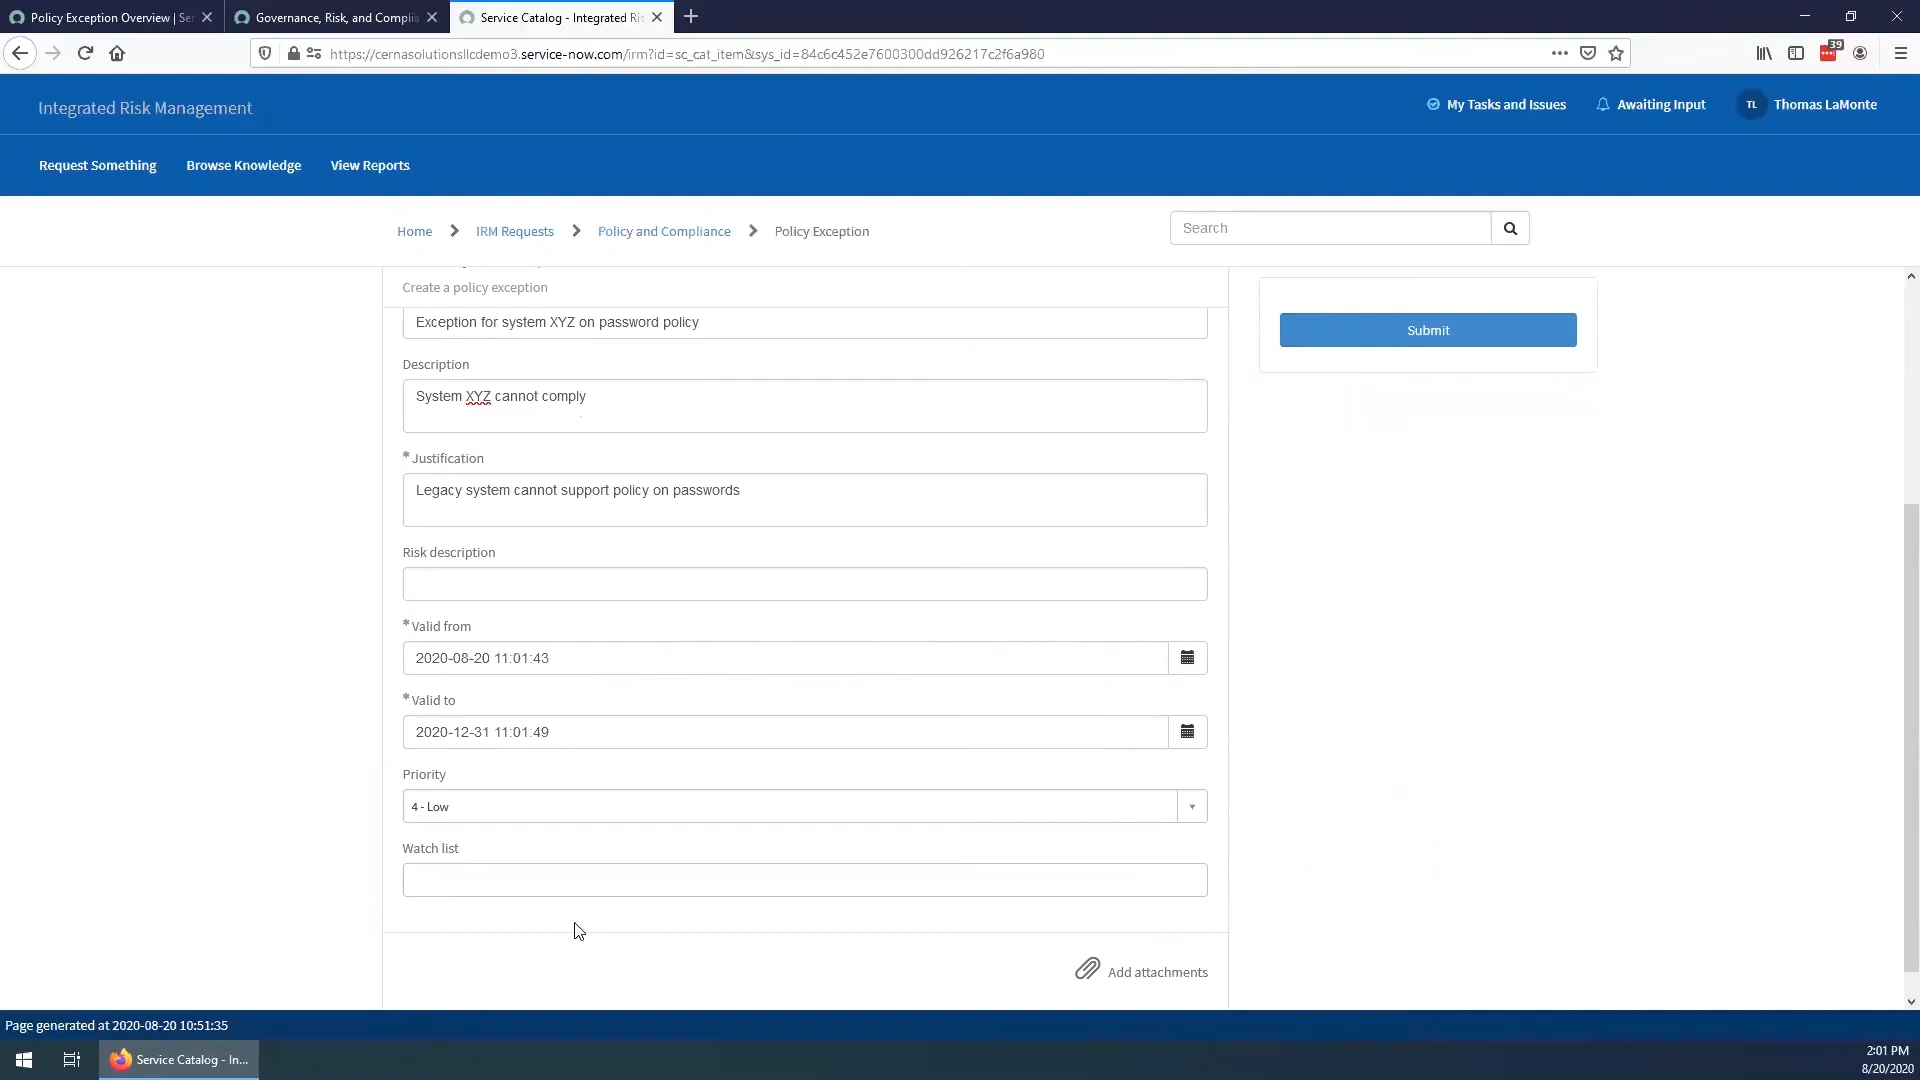 Policy Exception Overview | Se
Governance, Risk, and Complia
Service Catalog - Integrated Ris
https://cernasolutionsllcdemo3.service-now.com/irm?id=sc_cat_item&sys_id=84c6c452e7600300dd926217c2f6a980
39
Integrated Risk Management
My Tasks and Issues
Awaiting Input
TL
Thomas LaMonte
Request Something
Browse Knowledge
View Reports
Home
IRM Requests
Policy and Compliance
Policy Exception
Search
Create a policy exception
Submit
Exception for system XYZ on password policy
Description
System XYZ cannot comply
* Justification
Legacy system cannot support policy on passwords
Risk description
* Valid from
2020-08-20 11:01:43
* Valid to
2020-12-31 11:01:49
Priority
4 - Low
Watch list
Add attachments
Page generated at 2020-08-20 10:51:35
Service Catalog - In...
2:01 PM
8/20/2020